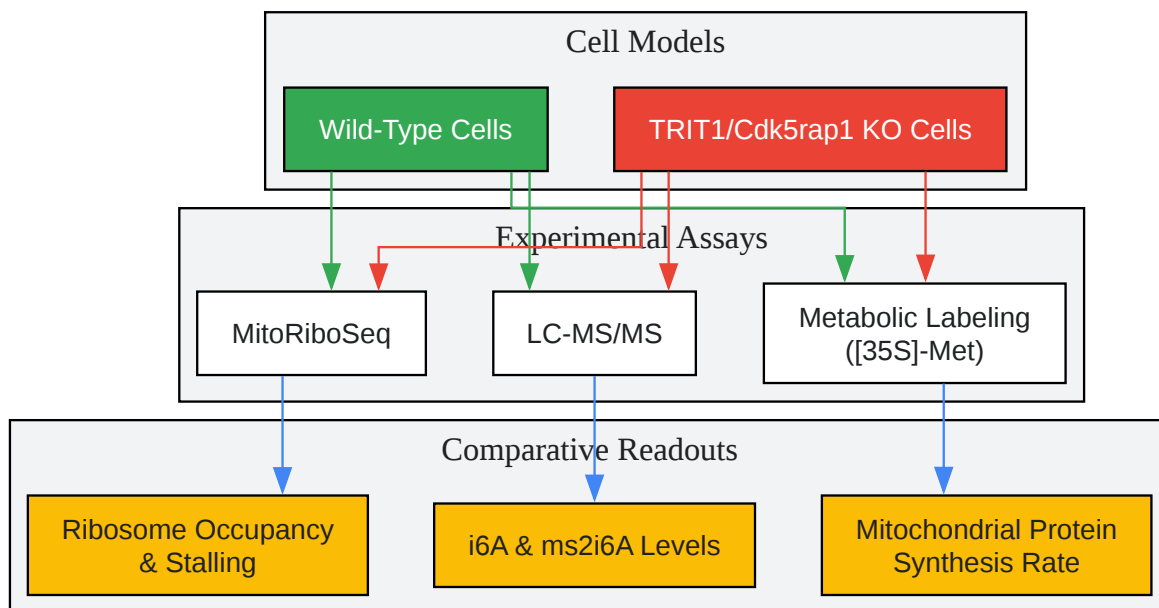 Cell Models
Wild-Type Cells
TRIT1/Cdk5rap1 KO Cells
Experimental Assays
MitoRiboSeq
LC-MS/MS
Metabolic Labeling
([35S]-Met)
Comparative Readouts
Ribosome Occupancy
& Stalling
i6A & ms2i6A Levels
Mitochondrial Protein
Synthesis Rate